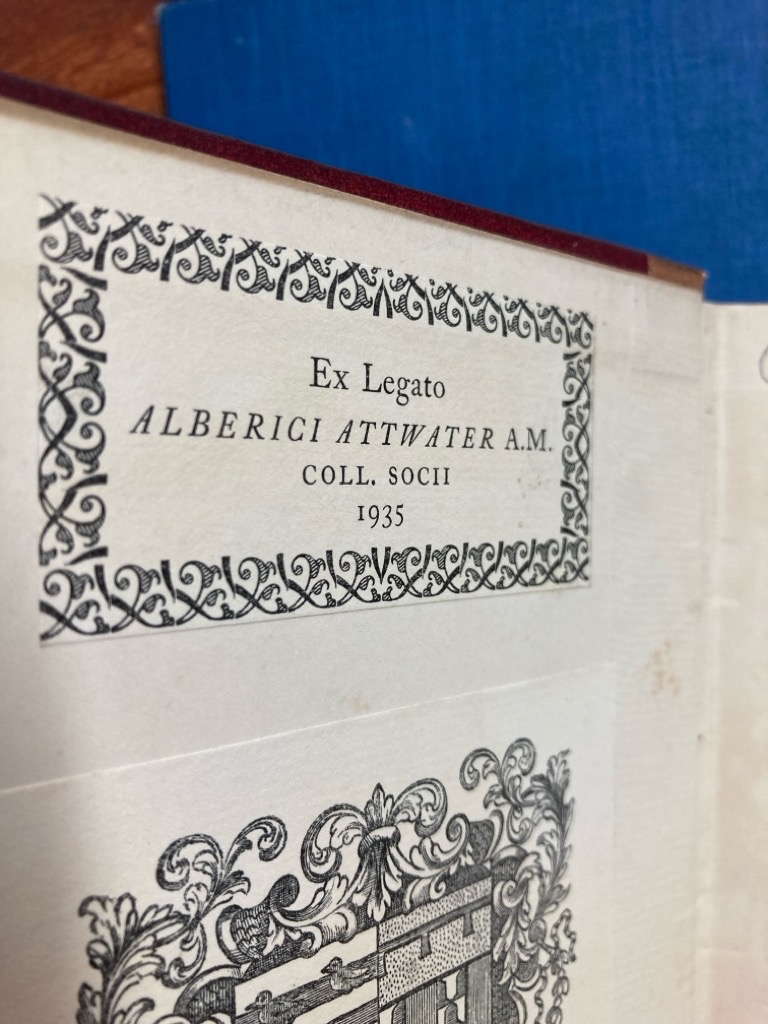 Ex Legato
ALBERICI ATTWATER A.M.
COLL. SOCII
1935